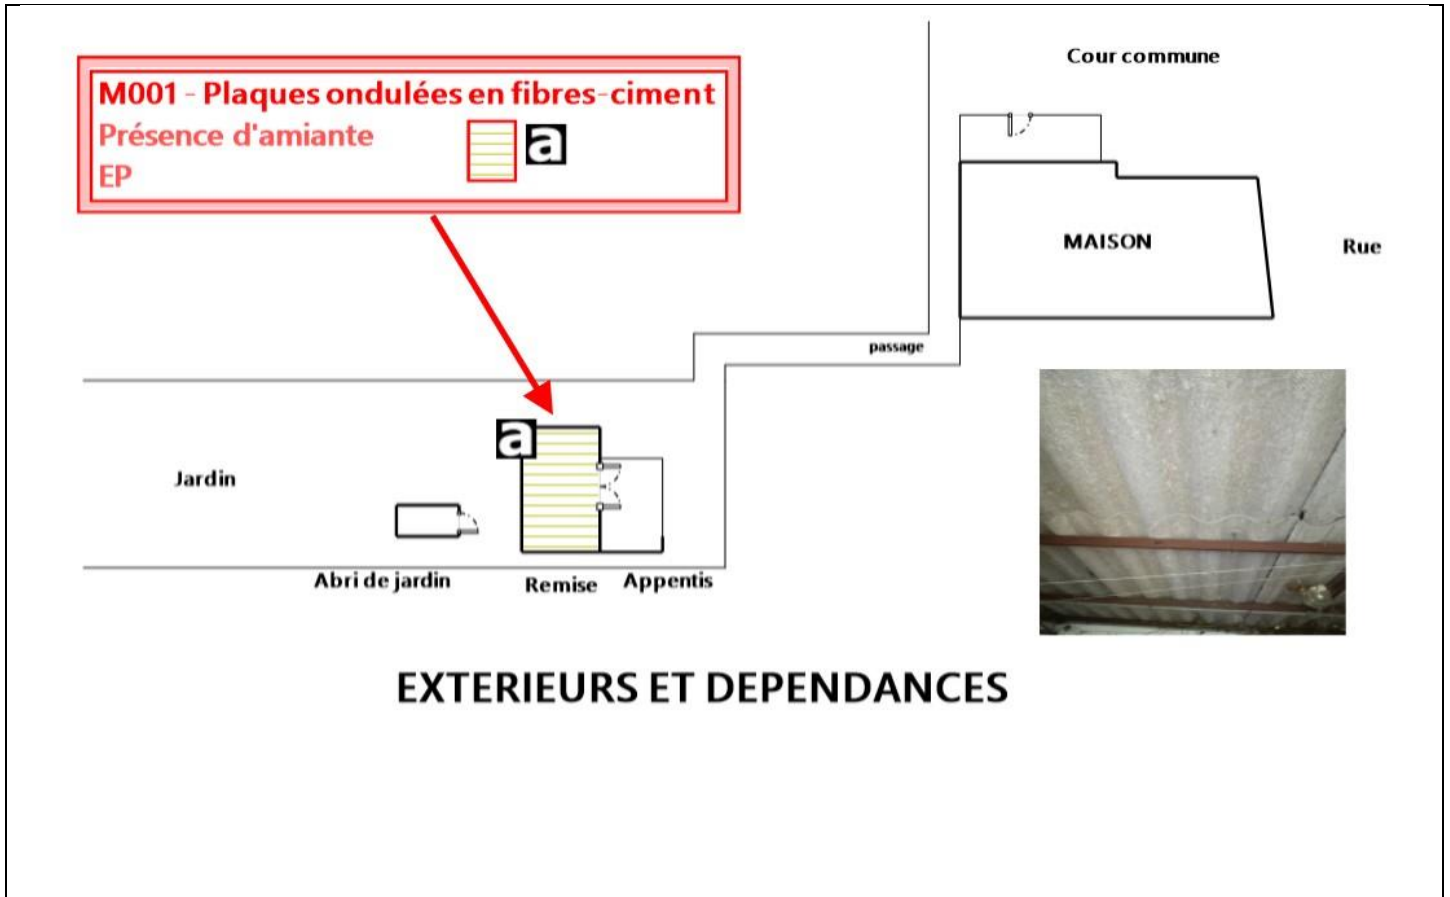 Cour commune
M001 - Plaques ondulées en fibres-ciment
Présence d'amiante
a
EP
MAISON
Rue
passage
a
Jardin
Abri de jardin
Remise
Appentis
EXTERIEURS ET DEPENDANCES